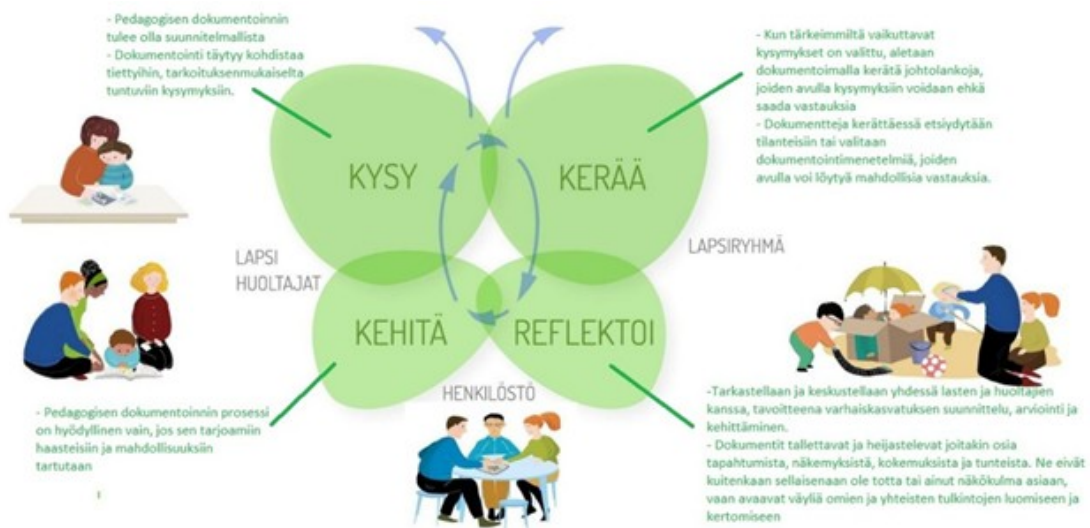 - Pedagogisen dokumentoinnin
tulee olla suunnitelmallista
- Dokumentointi täytyy kohdistaa
tiettyihin, tarkoituksenmukaiselta
tuntuviin kysymyksiin.
- Kun tärkeimmiltä vaikuttavat
kysymykset on valittu, aletaan
dokumentoimalla kerätä johtolankoja,
joiden avulla kysymyksiin voidaan ehkä
saada vastauksia
- Dokumentteja kerättäessä etsiydytään
tilanteisiin tai valitaan
dokumentointimenetelmiä, joiden
avulla voi löytyä mahdollisia vastauksia.
KYSY
KERÄÄ
LAPSI
HUOLTAJAT
LAPSIRYHMÄ
KEHITÄ
REFLEKTOI
HENKILÖSTÖ
- Pedagogisen dokumentoinnin prosessi
on hyödyllinen vain, jos sen tarjoamiin
haasteisiin ja mahdollisuuksiin
tartutaan
-Tarkastellaan ja keskustellaan yhdessä lasten ja huoltajien
kanssa, tavoitteena varhaiskasvatuksen suunnittelu, arviointi ja
kehittäminen.
- Dokumentit tallettavat ja heijastelevat joitakin osia
tapahtumista, näkemyksistä, kokemuksista ja tunteista. Ne eivät
kuitenkaan sellaisenaan ole totta tai ainut näkökulma asiaan,
vaan avaavat väyliä omien ja yhteisten tulkintojen luomiseen ja
kertomiseen